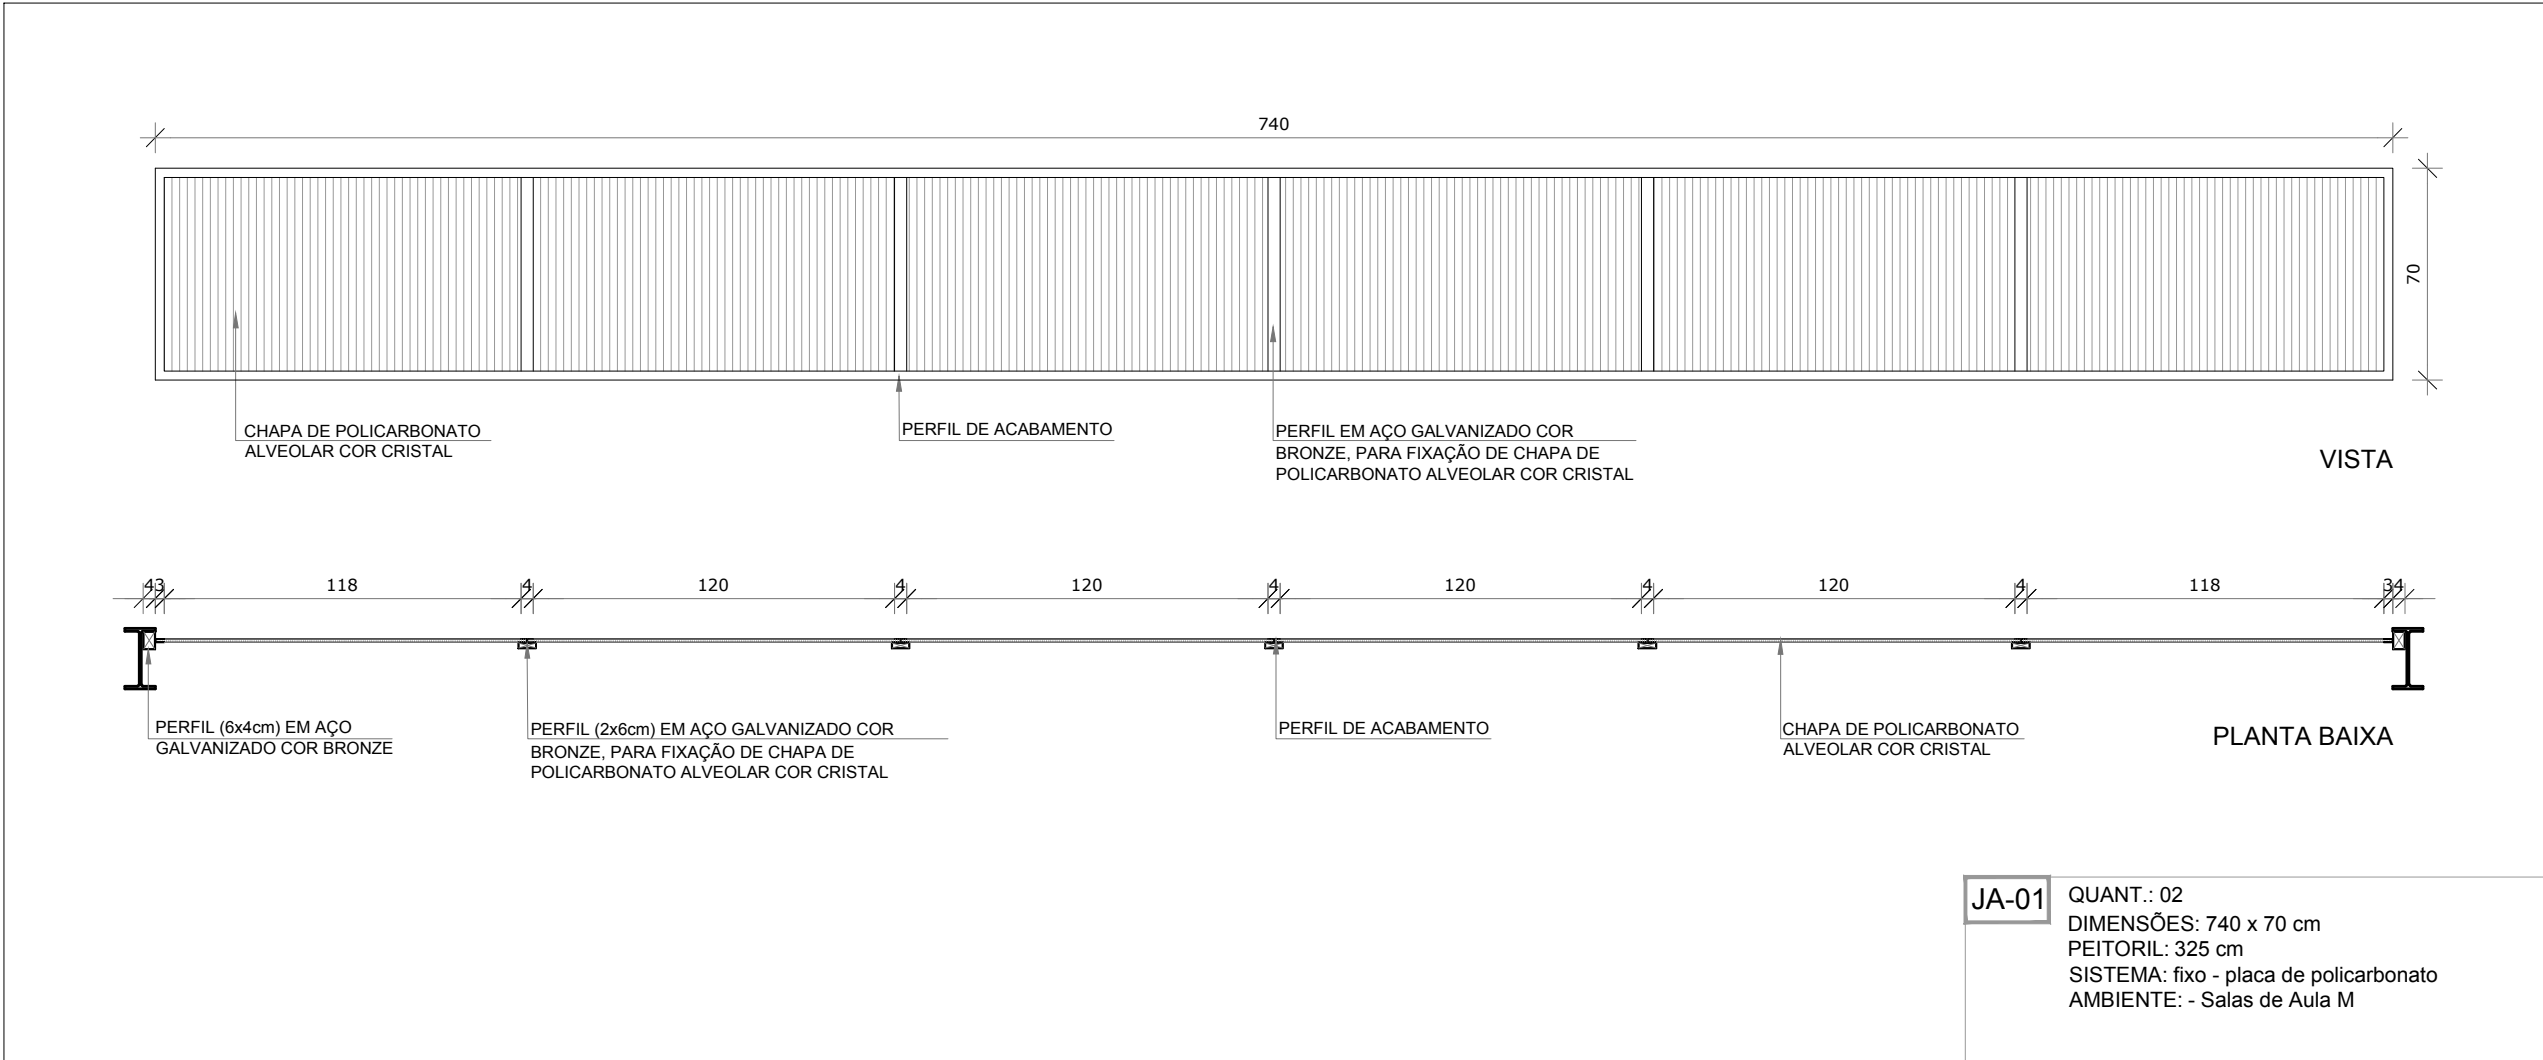 740
70
CHAPA DE POLICARBONATO
ALVEOLAR COR CRISTAL
PERFIL DE ACABAMENTO
PERFIL EM AÇO GALVANIZADO COR
BRONZE, PARA FIXAÇÃO DE CHAPA DE
POLICARBONATO ALVEOLAR COR CRISTAL
VISTA
4 3 118 4 120 4 120 4 120 4 120 4 118 3 4
PERFIL (6x4cm) EM AÇO
GALVANIZADO COR BRONZE
PERFIL (2x6cm) EM AÇO GALVANIZADO COR
BRONZE, PARA FIXAÇÃO DE CHAPA DE
POLICARBONATO ALVEOLAR COR CRISTAL
PERFIL DE ACABAMENTO
CHAPA DE POLICARBONATO
ALVEOLAR COR CRISTAL
PLANTA BAIXA
JA-01
QUANT.: 02
DIMENSÕES: 740 x 70 cm
PEITORIL: 325 cm
SISTEMA: fixo - placa de policarbonato
AMBIENTE: - Salas de Aula M